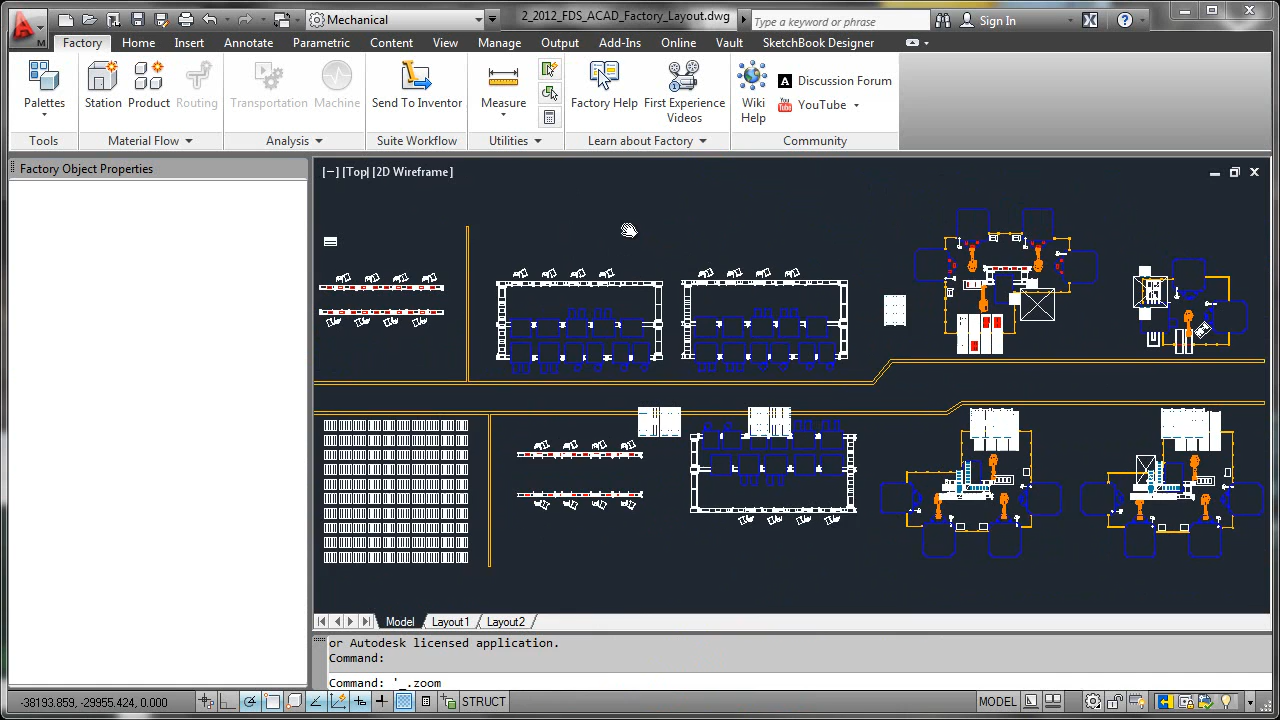 Mechanical
2_2012_FDS_ACAD_Factory_Layout.dwg
Type a keyword or phrase
Sign In
Factory Home Insert Annotate Parametric Content View Manage Output Add-Ins Online Vault SketchBook Designer
Palettes
Station
Product
Routing
Transportation
Machine
Send To Inventor
Measure
Factory Help
First Experience
Videos
Wiki
Help
Discussion Forum
You
Tube
YouTube
Tools
Material Flow
Analysis
Suite Workflow
Utilities
Learn about Factory
Community
Factory Object Properties
[−] [Top] [2D Wireframe]
Model Layout1 Layout2
or Autodesk licensed application.
Command:
Command: '_.zoom
-38193.859, -29955.424, 0.000
STRUCT
MODEL